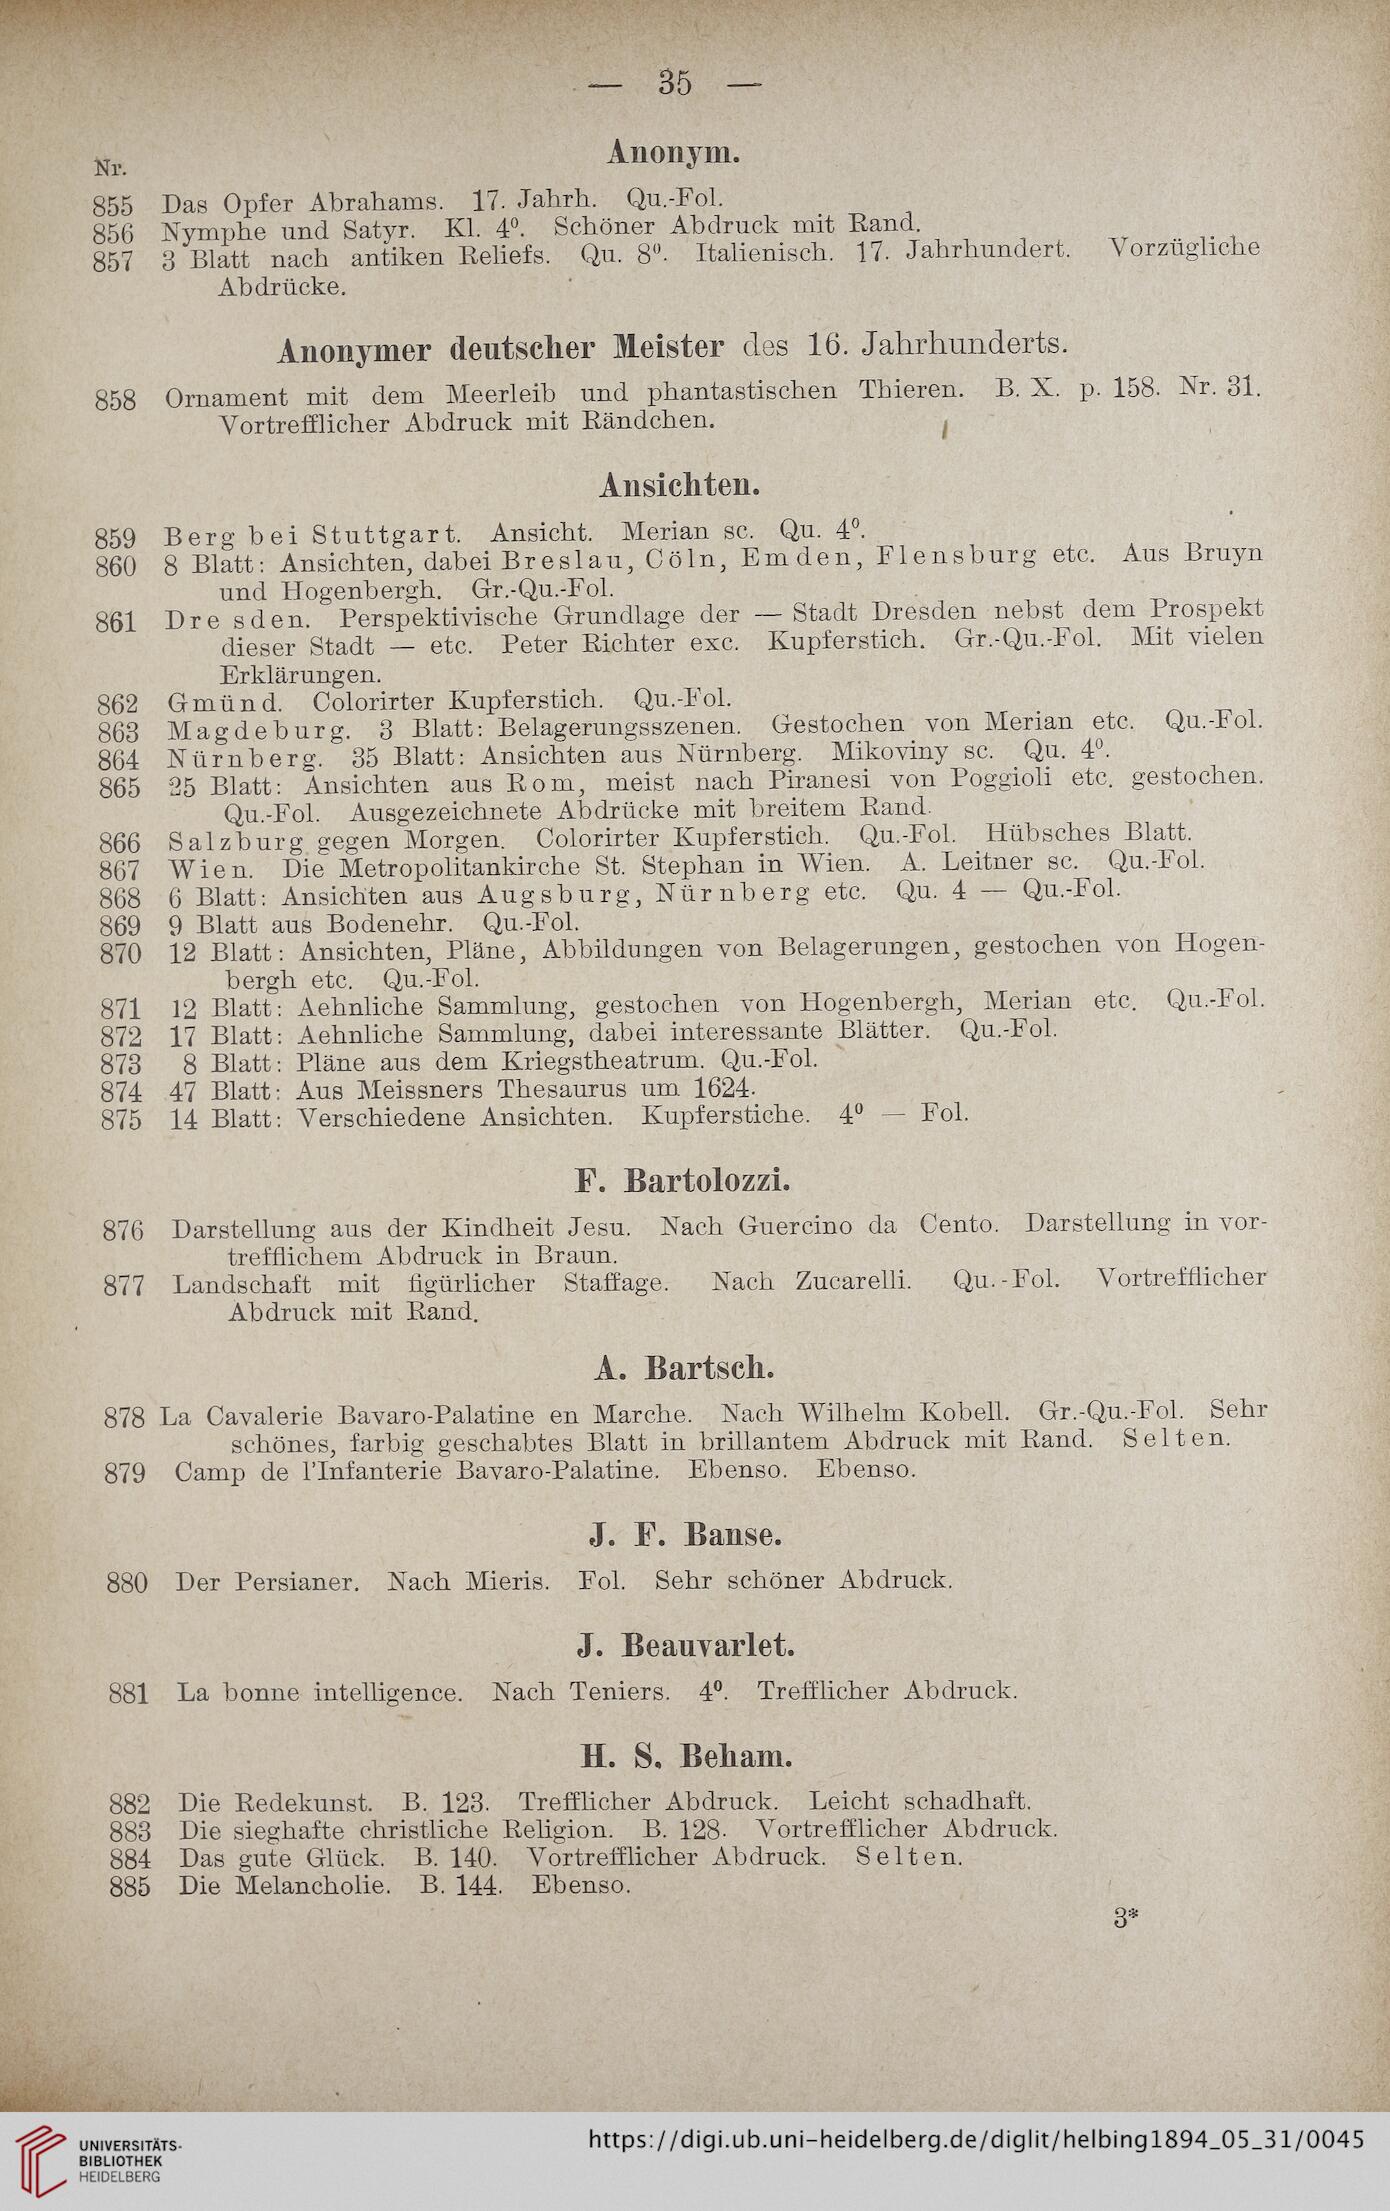 — 35 —
Nr.
Anonym.
855 Das Opfer Abrahams. 17. Jahrh. Qu.-Fol.
856 Nymphe und Satyr. Kl. 4⁰. Schöner Abdruck mit Rand.
857 3 Blatt nach antiken Reliefs. Qu. 8⁰. Italienisch. 17. Jahrhundert. Vorzügliche
Abdrücke.
Anonymer deutscher Meister des 16. Jahrhunderts.
858 Ornament mit dem Meerleib und phantastischen Thieren. B. X. p. 158. Nr. 31.
Vortrefflicher Abdruck mit Rändchen.
Ansichten.
859 Berg bei Stuttgart. Ansicht. Merian sc. Qu. 4⁰.
860 8 Blatt: Ansichten, dabei Breslau, Cöln, Emden, Flensburg etc. Aus Bruyn
und Hogenbergh. Gr.-Qu.-Fol.
861 Dresden. Perspektivische Grundlage der — Stadt Dresden nebst dem Prospekt
dieser Stadt — etc. Peter Richter exc. Kupferstich. Gr.-Qu.-Fol. Mit vielen
Erklärungen.
862 Gmünd. Colorirter Kupferstich. Qu.-Fol.
863 Magdeburg. 3 Blatt: Belagerungsszenen. Gestochen von Merian etc. Qu.-Fol.
864 Nürnberg. 35 Blatt: Ansichten aus Nürnberg. Mikoviny sc. Qu. 4⁰.
865 25 Blatt: Ansichten aus Rom, meist nach Piranesi von Poggioli etc. gestochen.
Qu.-Fol. Ausgezeichnete Abdrücke mit breitem Rand.
866 Salzburg gegen Morgen. Colorirter Kupferstich. Qu.-Fol. Hübsches Blatt.
867 Wien. Die Metropolitankirche St. Stephan in Wien. A. Leitner sc. Qu.-Fol.
868 6 Blatt: Ansichten aus Augsburg, Nürnberg etc. Qu. 4 — Qu.-Fol.
869 9 Blatt aus Bodenehr. Qu.-Fol.
870 12 Blatt: Ansichten, Pläne, Abbildungen von Belagerungen, gestochen von Hogen-
bergh etc. Qu.-Fol.
871 12 Blatt: Aehnliche Sammlung, gestochen von Hogenbergh, Merian etc. Qu.-Fol.
872 17 Blatt: Aehnliche Sammlung, dabei interessante Blätter. Qu.-Fol.
873 8 Blatt: Pläne aus dem Kriegstheatrum. Qu.-Fol.
874 47 Blatt: Aus Meissners Thesaurus um 1624.
875 14 Blatt: Verschiedene Ansichten. Kupferstiche. 4⁰ — Fol.
F. Bartolozzi.
876 Darstellung aus der Kindheit Jesu. Nach Guercino da Cento. Darstellung in vor-
trefflichem Abdruck in Braun.
877 Landschaft mit figürlicher Staffage. Nach Zucarelli. Qu.-Fol. Vortrefflicher
Abdruck mit Rand.
A. Bartsch.
878 La Cavalerie Bavaro-Palatine en Marche. Nach Wilhelm Kobell. Gr.-Qu.-Fol. Sehr
schönes, farbig geschabtes Blatt in brillantem Abdruck mit Rand. Selten.
879 Camp de l'Infanterie Bavaro-Palatine. Ebenso. Ebenso.
J. F. Banse.
880 Der Persianer. Nach Mieris. Fol. Sehr schöner Abdruck.
J. Beauvarlet.
881 La bonne intelligence. Nach Teniers. 4⁰. Trefflicher Abdruck.
H. S. Beham.
882 Die Redekunst. B. 123. Trefflicher Abdruck. Leicht schadhaft.
883 Die sieghafte christliche Religion. B. 128. Vortrefflicher Abdruck.
884 Das gute Glück. B. 140. Vortrefflicher Abdruck. Selten.
885 Die Melancholie. B. 144. Ebenso.
3*
UNIVERSITÄTS-
BIBLIOTHEK
HEIDELBERG
https://digi.ub.uni-heidelberg.de/diglit/helbing1894_05_31/0045